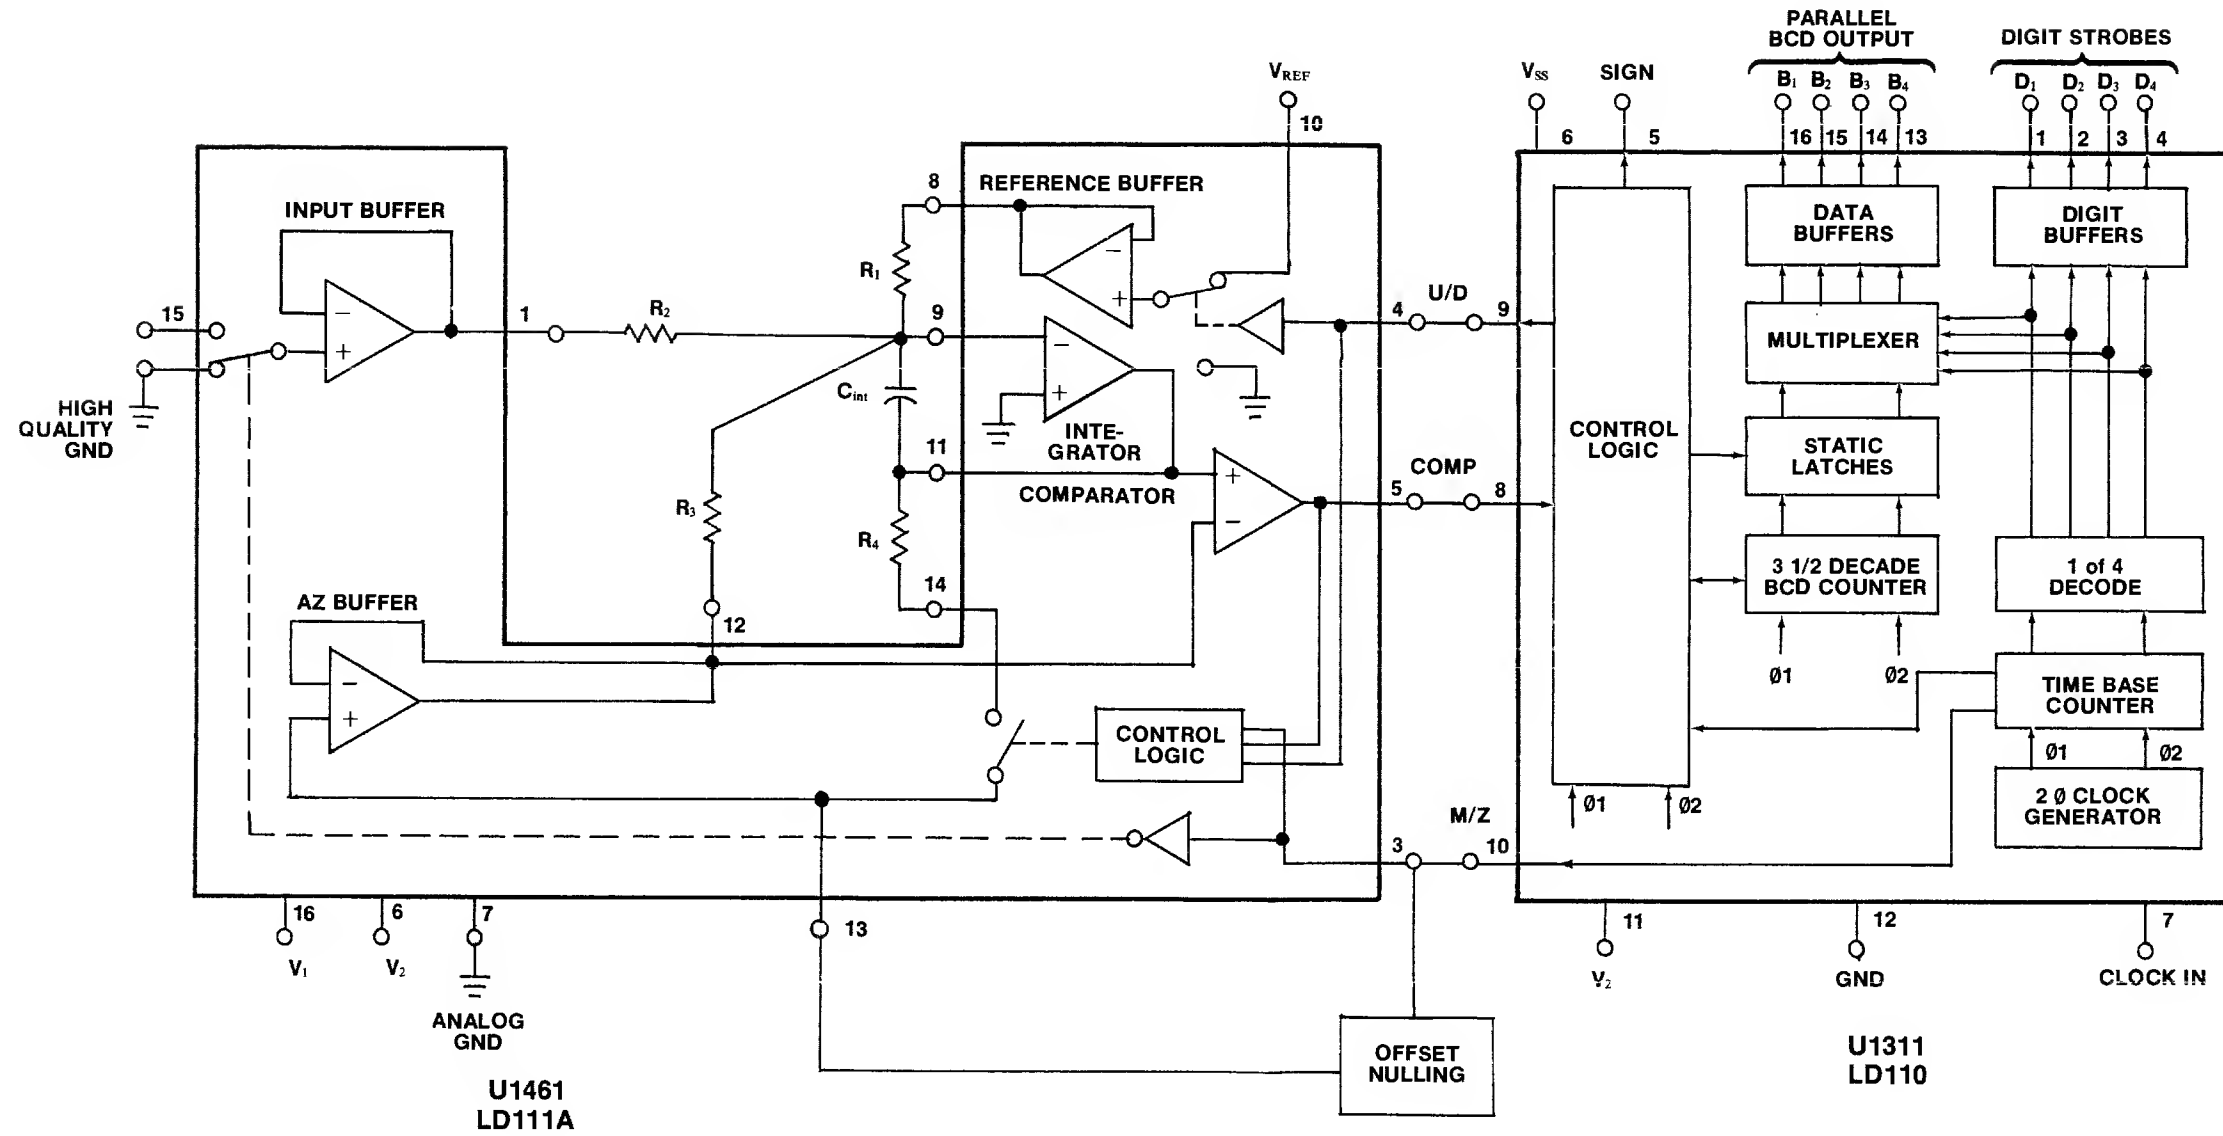 PARALLEL
BCD OUTPUT
DIGIT STROBES
VREF
VSS
SIGN
B1 B2 B3 B4
D1 D2 D3 D4
10
6
5
16 15 14 13
1 2 3 4
INPUT BUFFER
8
REFERENCE BUFFER
DATA
BUFFERS
DIGIT
BUFFERS
R1
−
+
15
−
+
1
R2
9
−
+
4
U/D
9
MULTIPLEXER
HIGH
QUALITY
GND
Cint
INTE-
GRATOR
CONTROL
LOGIC
STATIC
LATCHES
11
COMPARATOR
+
−
5
COMP
8
R3
R4
14
3 1/2 DECADE
BCD COUNTER
1 of 4
DECODE
AZ BUFFER
12
−
+
Ø1
Ø2
TIME BASE
COUNTER
CONTROL
LOGIC
Ø1
Ø2
2 Ø CLOCK
GENERATOR
Ø1
Ø2
3
M/Z
10
16
6
7
13
11
12
7
V1
V2
V2
GND
CLOCK IN
ANALOG
GND
OFFSET
NULLING
U1461
LD111A
U1311
LD110